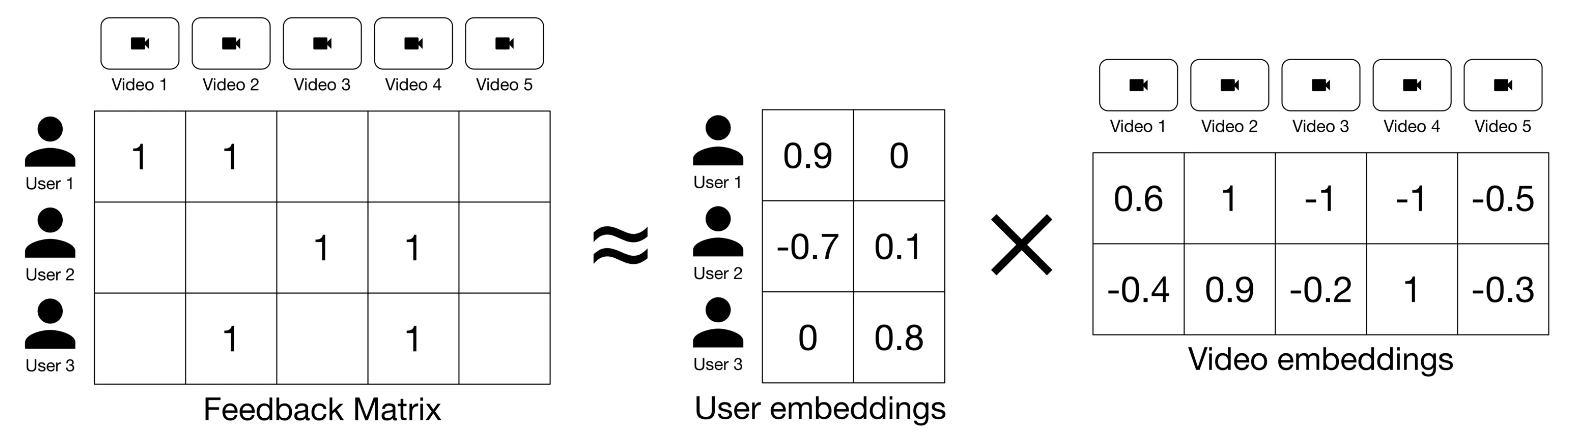 Video 1 Video 2 Video 3 Video 4 Video 5
User 1 1 1
User 2 1 1
User 3 1 1
Feedback Matrix
≈
User 1 0.9 0
User 2 -0.7 0.1
User 3 0 0.8
User embeddings
×
Video 1 Video 2 Video 3 Video 4 Video 5
0.6 1 -1 -1 -0.5
-0.4 0.9 -0.2 1 -0.3
Video embeddings